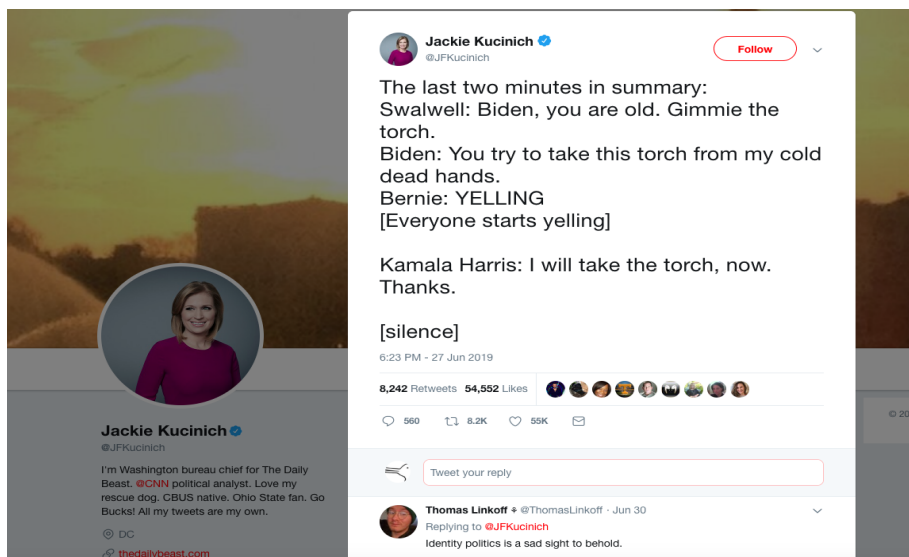 Jackie Kucinich
@JFKucinich
Follow
The last two minutes in summary:
Swalwell: Biden, you are old. Gimmie the
torch.
Biden: You try to take this torch from my cold
dead hands.
Bernie: YELLING
[Everyone starts yelling]
Kamala Harris: I will take the torch, now.
Thanks.
[silence]
6:23 PM - 27 Jun 2019
8,242 Retweets 54,552 Likes
560 8.2K 55K
Tweet your reply
Thomas Linkoff @ThomasLinkoff · Jun 30
Replying to @JFKucinich
Identity politics is a sad sight to behold.
Jackie Kucinich
@JFKucinich
I'm Washington bureau chief for The Daily
Beast. @CNN political analyst. Love my
rescue dog. CBUS native. Ohio State fan. Go
Bucks! All my tweets are my own.
DC
thedailybeast.com
© 20